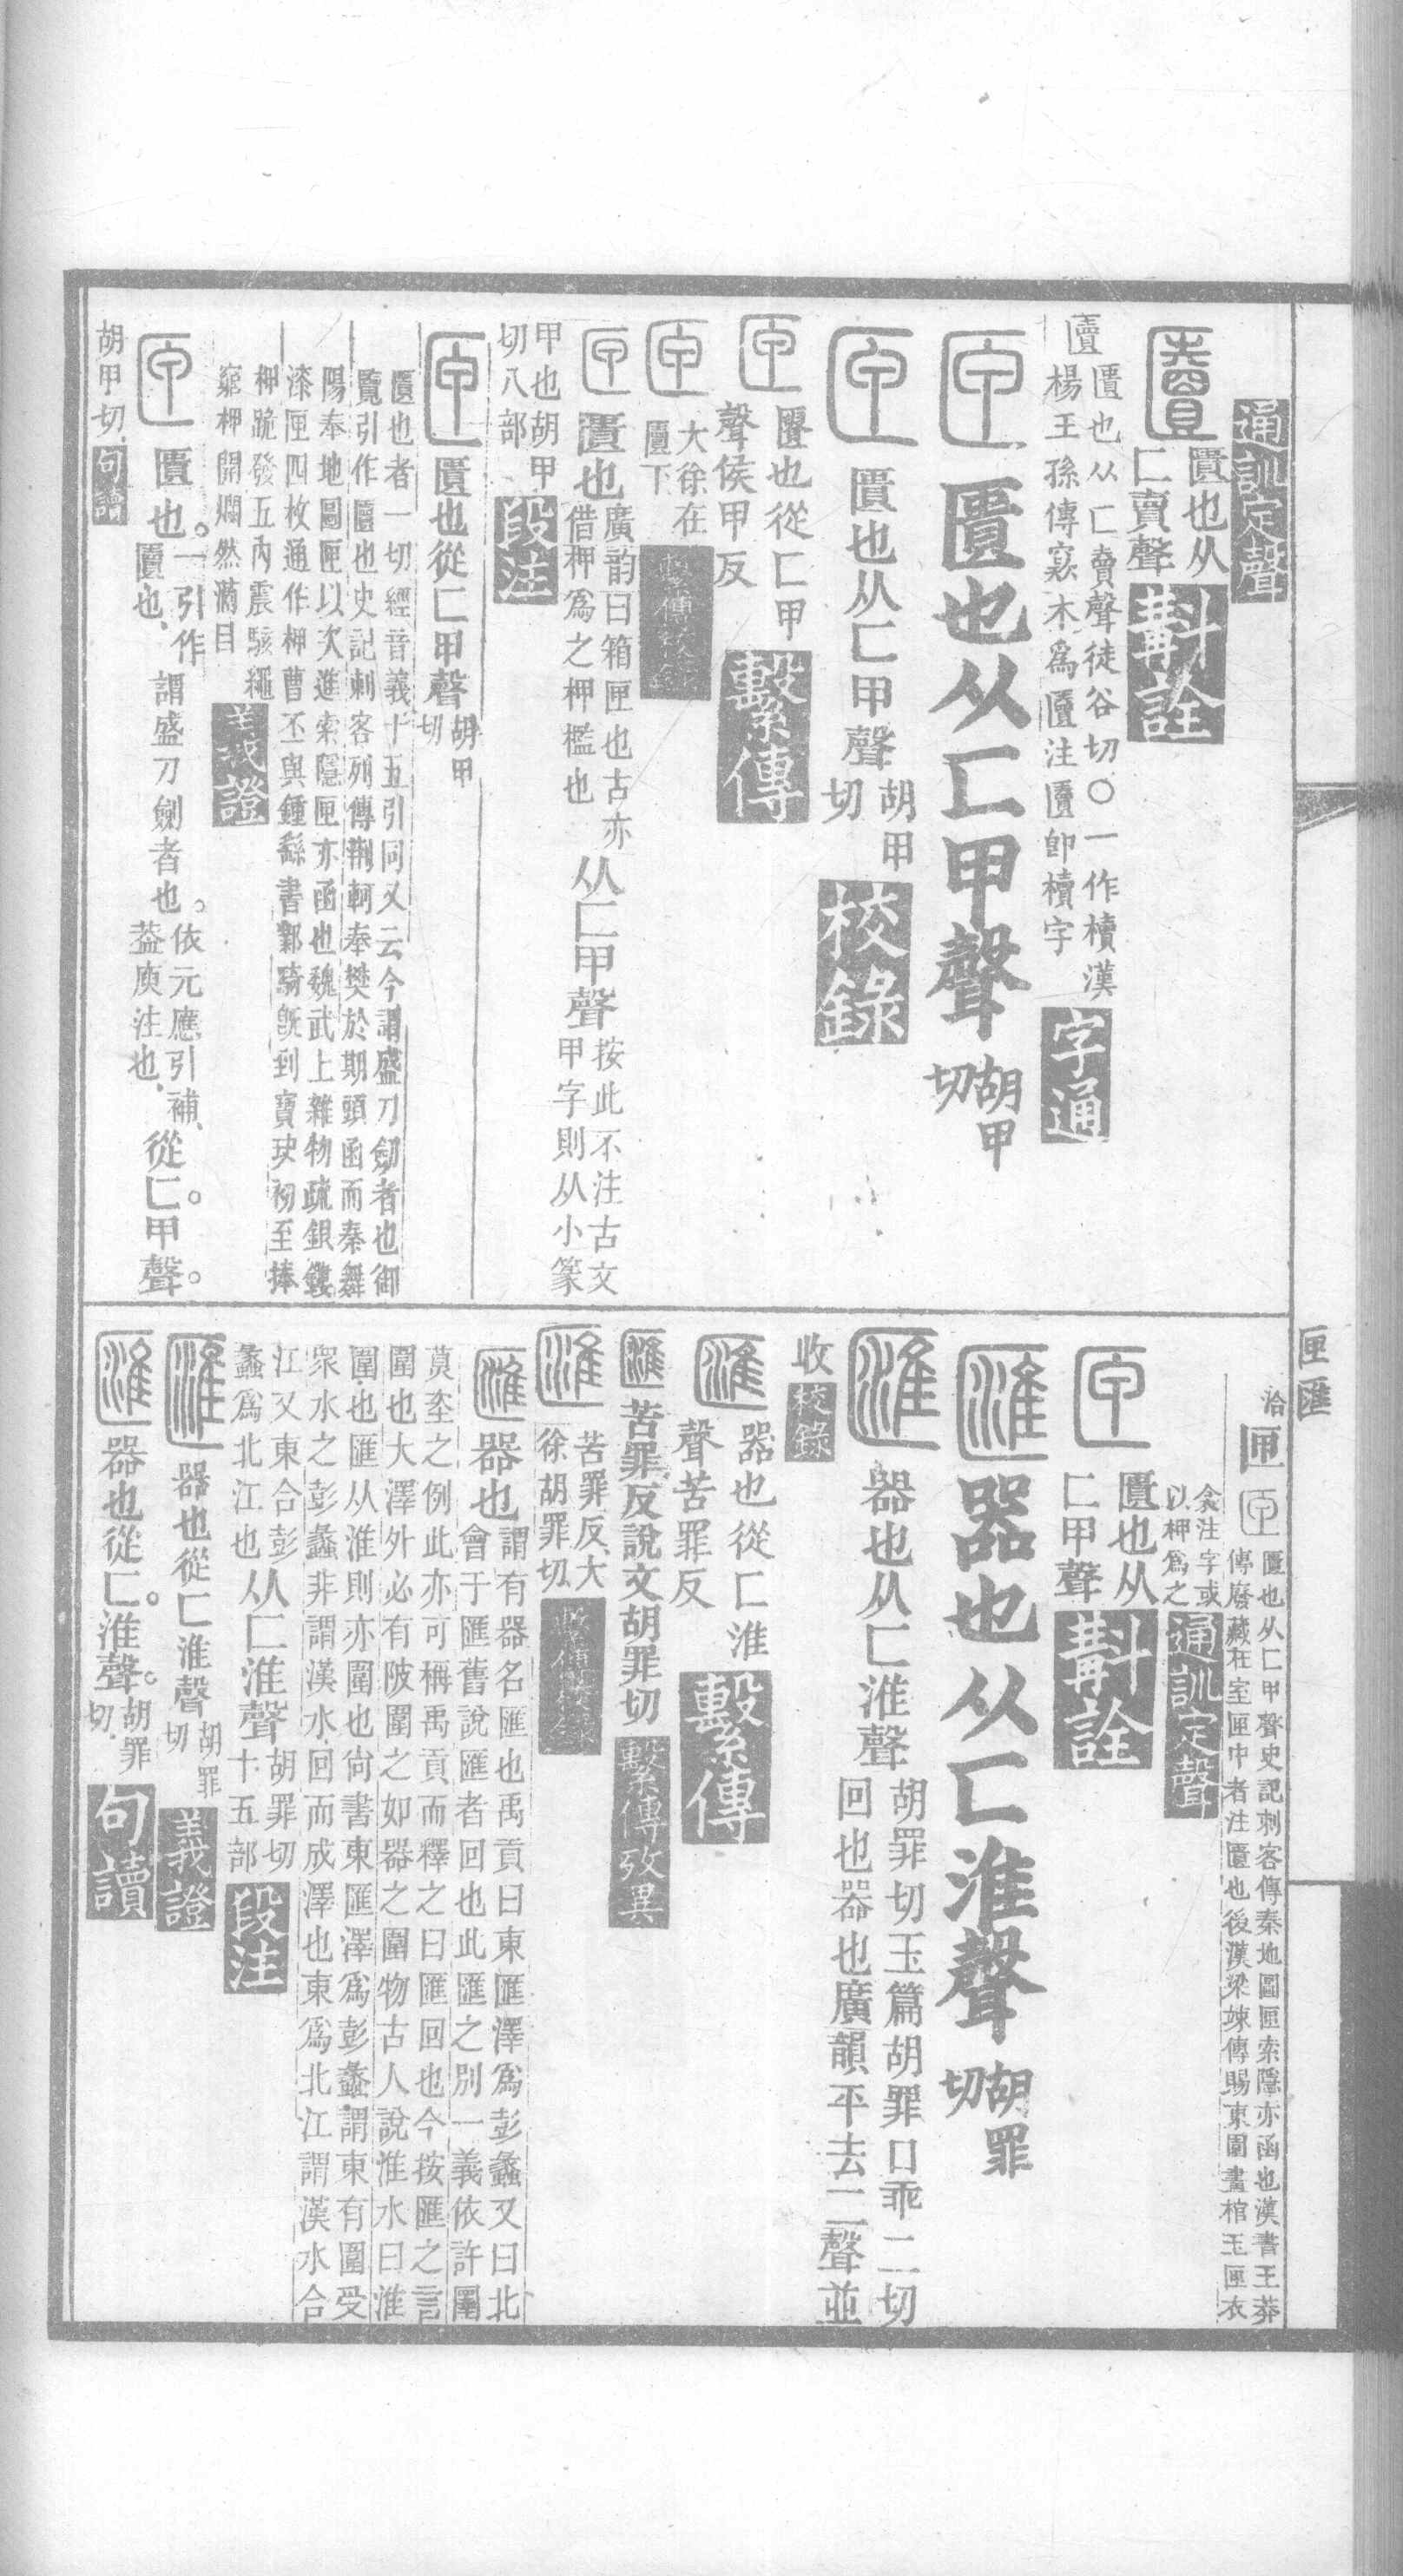 通訓定聲
匵也从
匚賣聲
斠詮
匵
匱也从匚賣聲徒谷切〇一作櫝漢
楊王孫傳窾木爲匵注匵卽櫝字
字通
匣
匱也从匚甲聲
胡甲
切
匣
匱也从匚甲聲
胡甲
切
校錄
匣
匱也從匚甲
聲侯甲反
繫傳
匣
大徐在
匵下
匣
匱也
廣韵曰箱匣也古亦
借柙爲之柙檻也
从匚甲聲
按此不注古文
甲字則从小篆
甲也胡甲
切八部
段注
匣
匱也從匚甲聲
胡甲
切
匱也者一切經音義十五引同又云今謂盛刀劒者也御
覽引作匵也史記刺客列傳荆軻奉樊於期頭函而秦舞
陽奉地圖匣以次進索隱匣亦函也魏武上雜物疏銀鏤
漆匣四枚通作柙曹丕與鍾繇書鄴騎旣到寶玦初至捧
柙跪發五內震駭繩
窮柙開爛然滿目
義證
匣
匱也。
一引作
匵也、
謂盛刀劍者也。
依元應引補、
葢庾注也、
從匚。甲聲。
胡甲切、
句讀
匣匯
洽
匣
匱也从匚甲聲史記刺客傳秦地圖匣索隱亦函也漢書王莽
傳廢藏在室匣中者注匱也後漢梁竦傳賜東園畫棺玉匣衣
衾注字或
以柙爲之
通訓定聲
匣
匱也从
匚甲聲
斠詮
匯
器也从匚淮聲
胡罪
切
匯
器也从匚淮聲
胡罪切玉篇胡罪口乖二切
回也器也廣韻平去二聲並
收
校錄
匯
器也從匚淮
聲苦罪反
繫傳
匯
苦罪反說文胡罪切
繫傳攷異
匯
苦罪反、大
徐胡罪切、
匯
器也
謂有器名匯也禹貢曰東匯澤爲彭蠡又曰北
會于匯舊說匯者回也此匯之別一義依許圍
莫坴之例此亦可稱禹貢而釋之曰匯回也今按匯之言
圍也大澤外必有陂圍之如器之圍物古人說淮水曰淮
圍也匯从淮則亦圍也尙書東匯澤爲彭蠡謂東有圍受
衆水之彭蠡非謂漢水回而成澤也東爲北江謂漢水合
江又東合彭
蠡爲北江也
从匚淮聲
胡罪切
十五部
段注
匯
器也從匚淮聲
胡罪
切
義證
匯
器也從匚。淮聲。
胡罪
切、
句讀